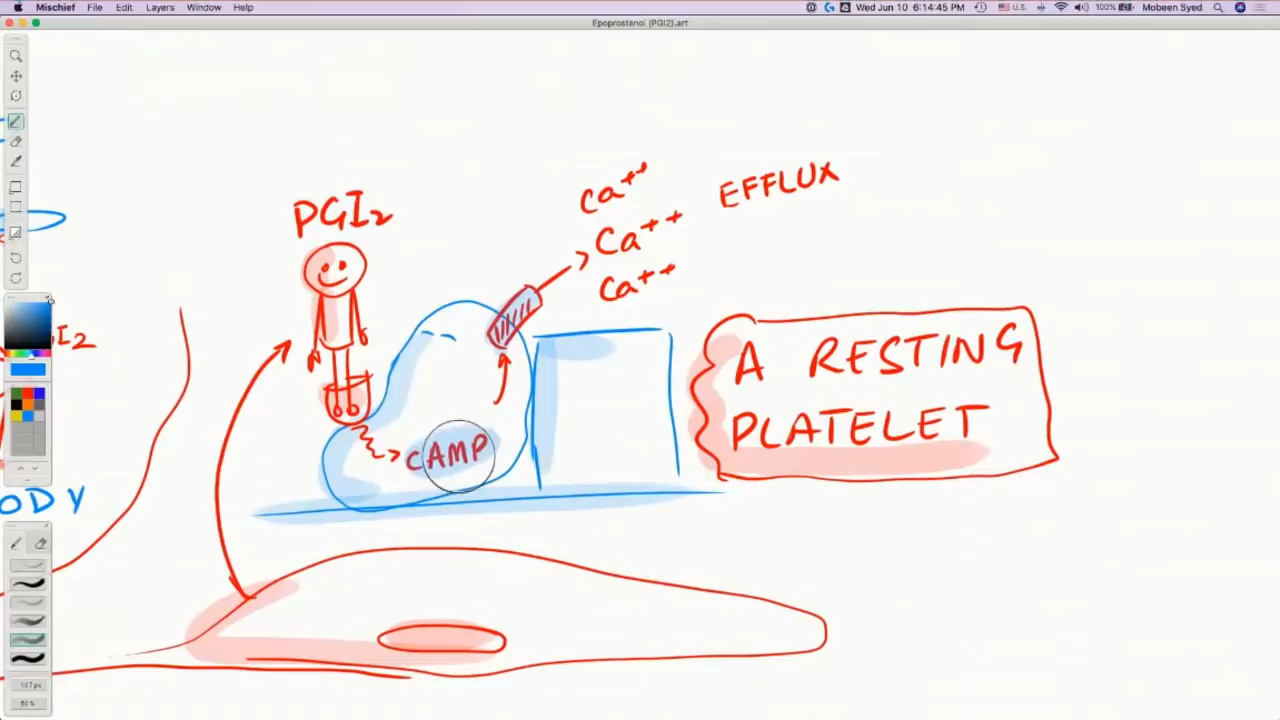 Mischief File Edit Layers Window Help U.S. 100% Wed Jun 10 6:14:45 PM Mobeen Syed
Epoprostenol (PGI2).art
Ca++
EFFLUX
PGI2
Ca++
Ca++
I2
A RESTING
PLATELET
CAMP
ODY